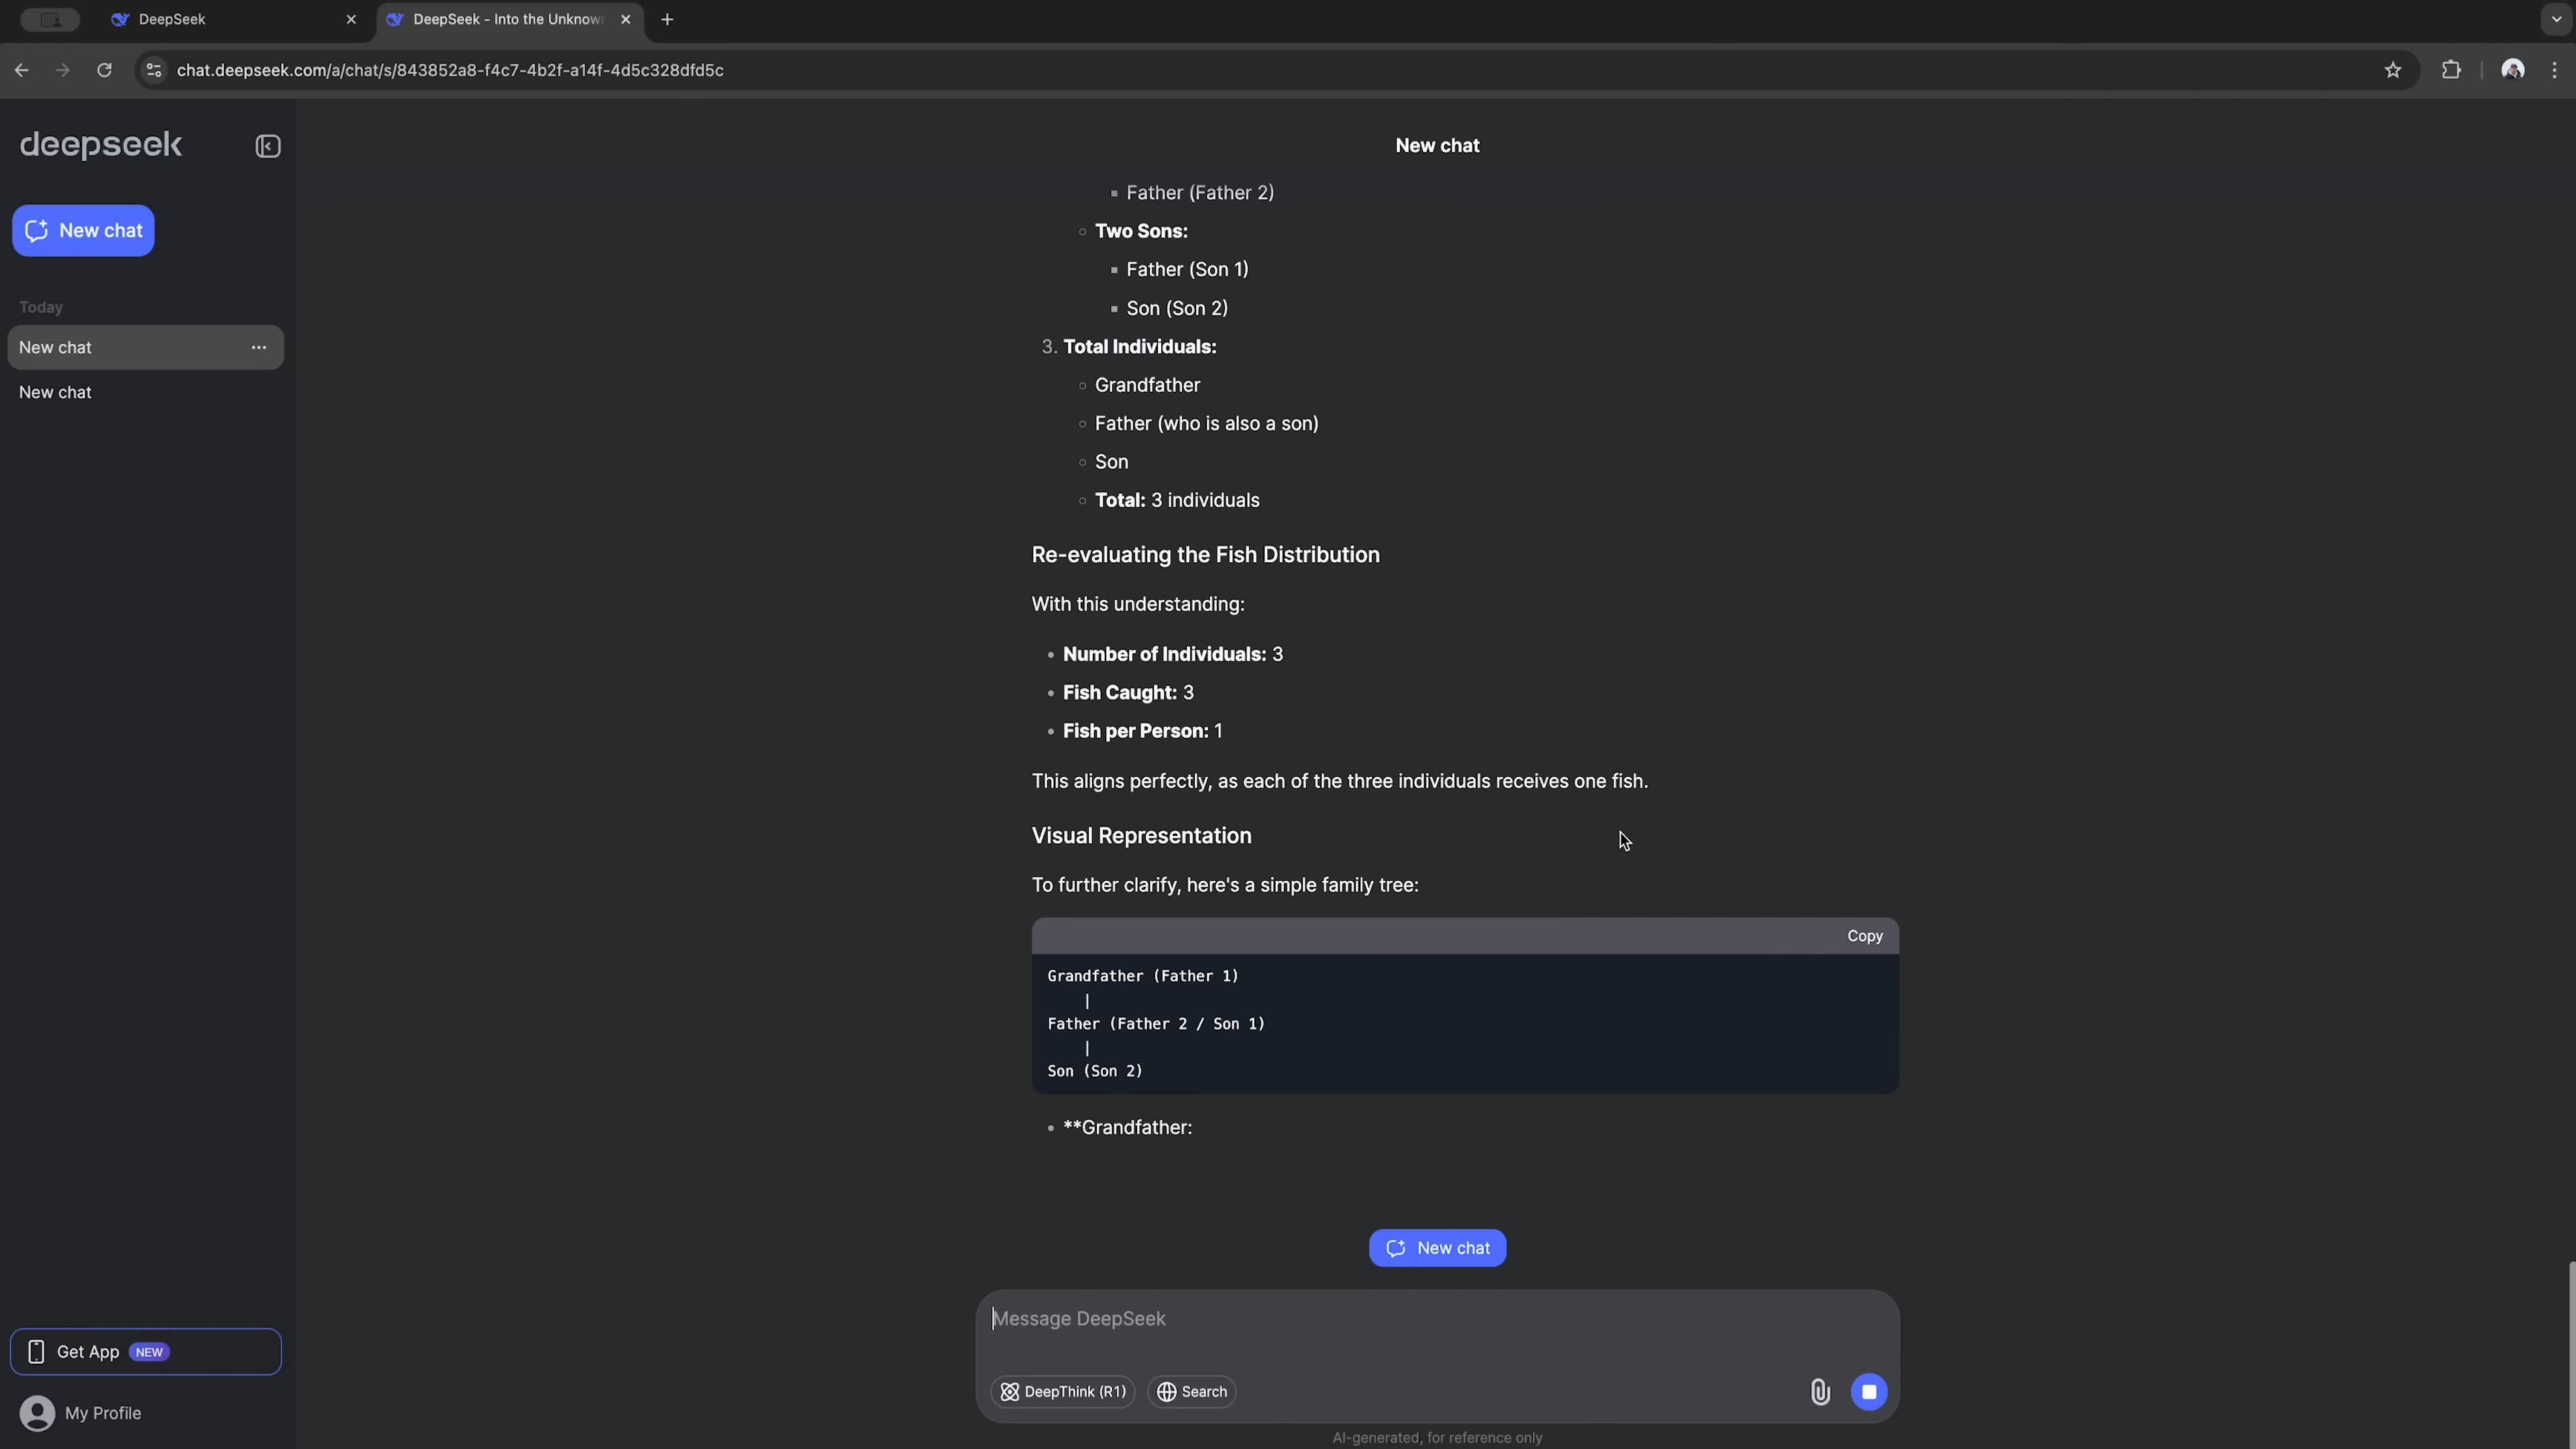 DeepSeek
DeepSeek - Into the Unknown
chat.deepseek.com/a/chat/s/843852a8-f4c7-4b2f-a14f-4d5c328dfd5c
deepseek
New chat
Today
New chat
New chat
Get App NEW
My Profile
New chat
▪ Father (Father 2)
○ Two Sons:
▪ Father (Son 1)
▪ Son (Son 2)
3. Total Individuals:
○ Grandfather
○ Father (who is also a son)
○ Son
○ Total: 3 individuals
Re-evaluating the Fish Distribution
With this understanding:
• Number of Individuals: 3
• Fish Caught: 3
• Fish per Person: 1
This aligns perfectly, as each of the three individuals receives one fish.
Visual Representation
To further clarify, here's a simple family tree:
Copy
Grandfather (Father 1)
|
Father (Father 2 / Son 1)
|
Son (Son 2)
• **Grandfather:
New chat
Message DeepSeek
DeepThink (R1) Search
AI-generated, for reference only